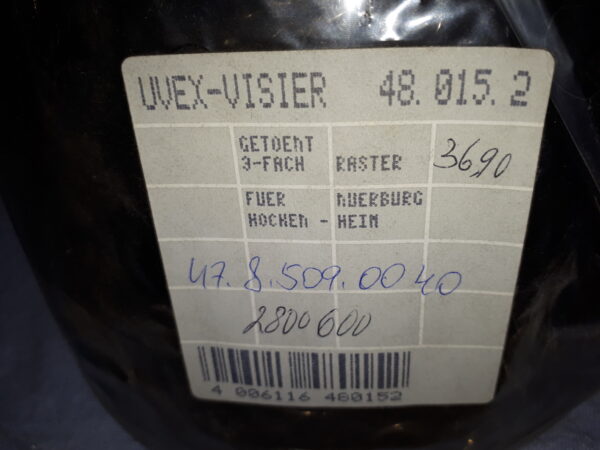 UVEX-VISIER 48.015.2
GETOENT
3-FACH RASTER 3690
FUER NUERBURG
HOCKEN - HEIM
47.8.509.0040
2800600
4 006116 480152